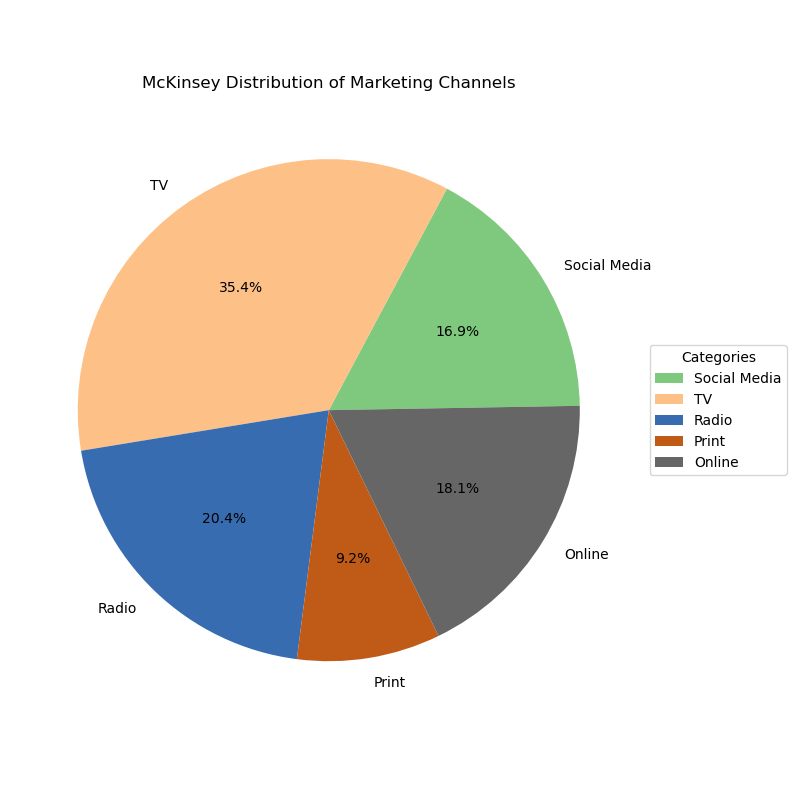 McKinsey Distribution of Marketing Channels
TV
35.4%
Social Media
16.9%
Categories
Social Media
TV
Radio
Print
Online
18.1%
20.4%
9.2%
Online
Radio
Print